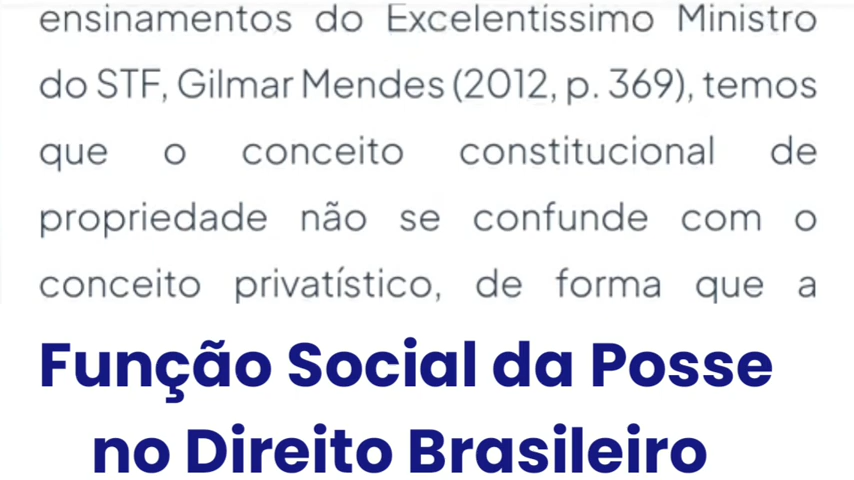 ensinamentos do Excelentíssimo Ministro
do STF, Gilmar Mendes (2012, p. 369), temos
que o conceito constitucional de
propriedade não se confunde com o
conceito privatístico, de forma que a
Função Social da Posse
no Direito Brasileiro